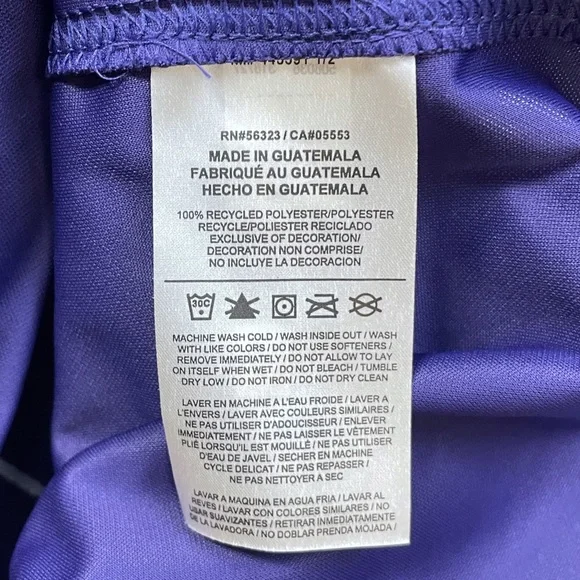 RN#56323 / CA#05553
MADE IN GUATEMALA
FABRIQUÉ AU GUATEMALA
HECHO EN GUATEMALA
100% RECYCLED POLYESTER/POLYESTER
RECYCLE/POLIESTER RECICLADO
EXCLUSIVE OF DECORATION/
DECORATION NON COMPRISE/
NO INCLUYE LA DECORACION
30C
MACHINE WASH COLD / WASH INSIDE OUT / WASH
WITH LIKE COLORS / DO NOT USE SOFTENERS /
REMOVE IMMEDIATELY / DO NOT ALLOW TO LAY
ON ITSELF WHEN WET / DO NOT BLEACH / TUMBLE
DRY LOW / DO NOT IRON / DO NOT DRY CLEAN
LAVER EN MACHINE A L'EAU FROIDE / LAVER A
L'ENVERS / LAVER AVEC COULEURS SIMILAIRES /
NE PAS UTILISER D'ADOUCISSEUR / ENLEVER
IMMEDIATEMENT / NE PAS LAISSER LE VÊTEMENT
PLIÉ LORSQU'IL EST MOUILLÉ / NE PAS UTILISER
D'EAU DE JAVEL / SECHER EN MACHINE
CYCLE DELICAT / NE PAS REPASSER /
NE PAS NETTOYER A SEC
LAVAR A MAQUINA EN AGUA FRIA / LAVAR AL
REVES / LAVAR CON COLORES SIMILARES / NO
USAR SUAVIZANTES / RETIRAR INMEDIATAMENTE
DE LA LAVADORA / NO DOBLAR PRENDA MOJADA /